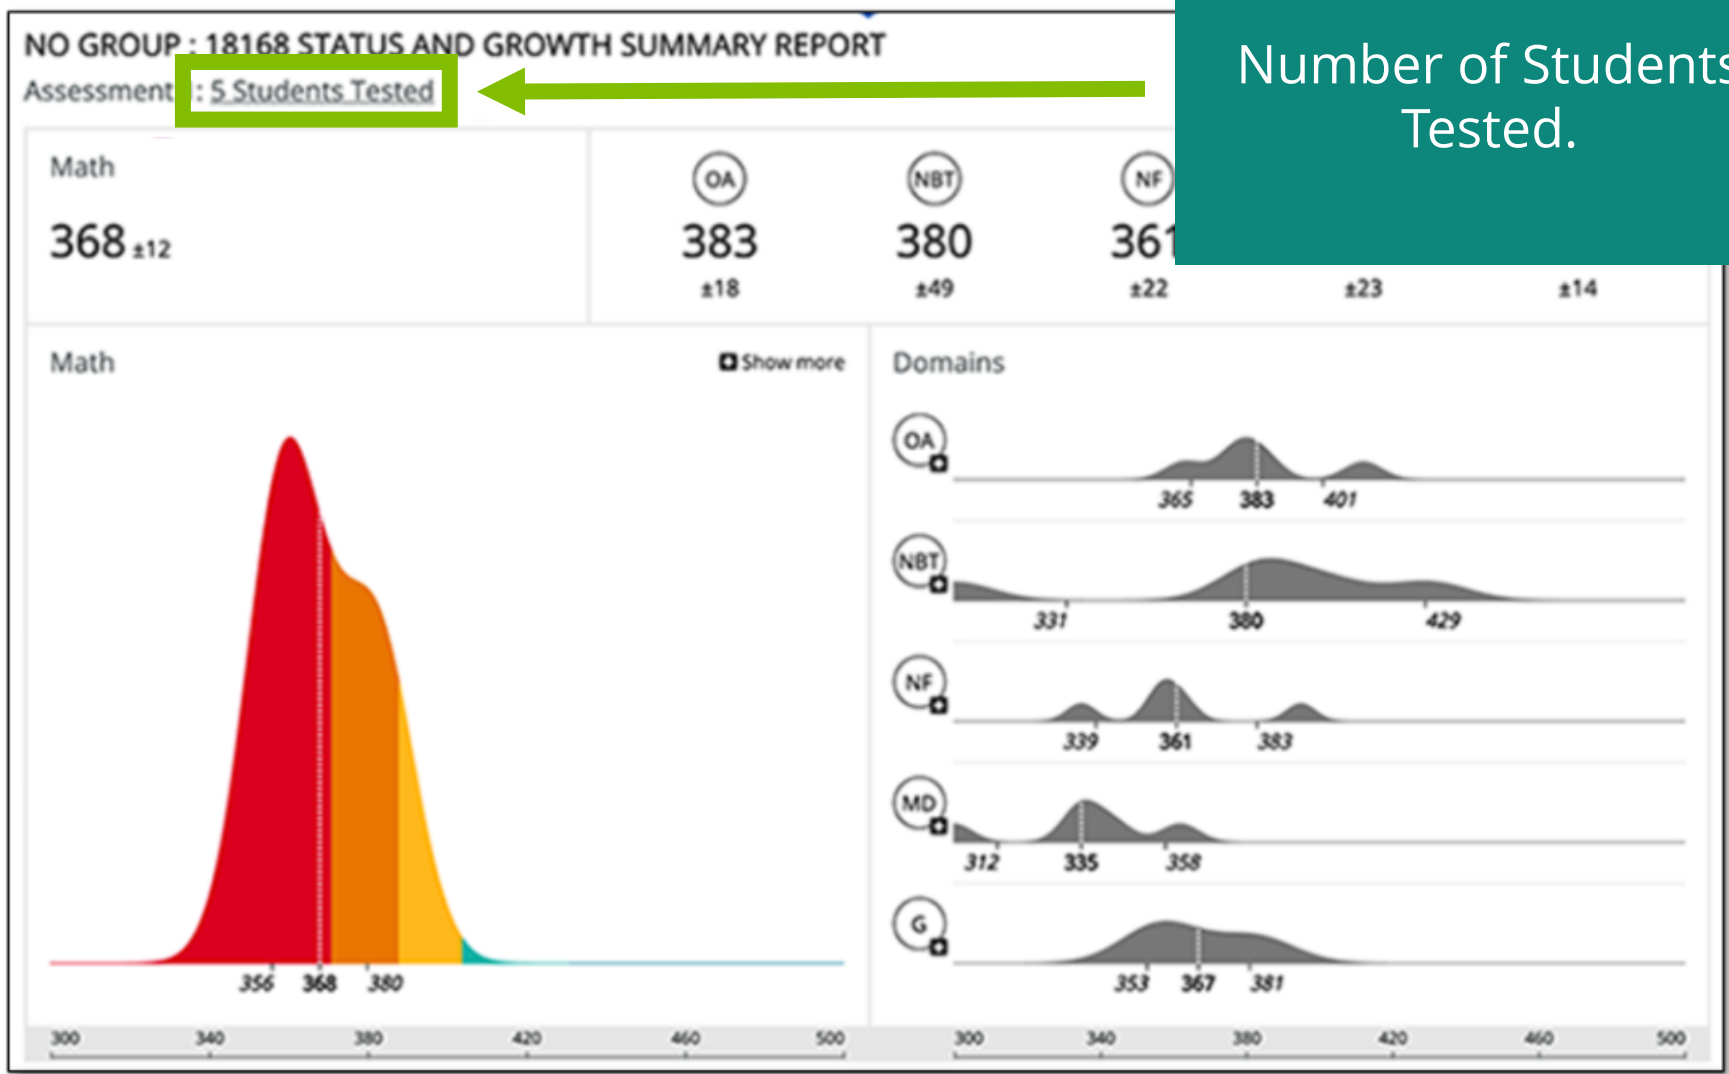 NO GROUP : 18168 STATUS AND GROWTH SUMMARY REPORT
Assessment : 5 Students Tested
Number of Students
Tested.
Math
368 ±12
OA NBT NF
383 380 361
±18 ±49 ±22 ±23 ±14
Math
Show more
356 368 380
300 340 380 420 460 500
Domains
OA
365 383 401
NBT
331 380 429
NF
339 361 383
MD
312 335 358
G
353 367 381
300 340 380 420 460 500